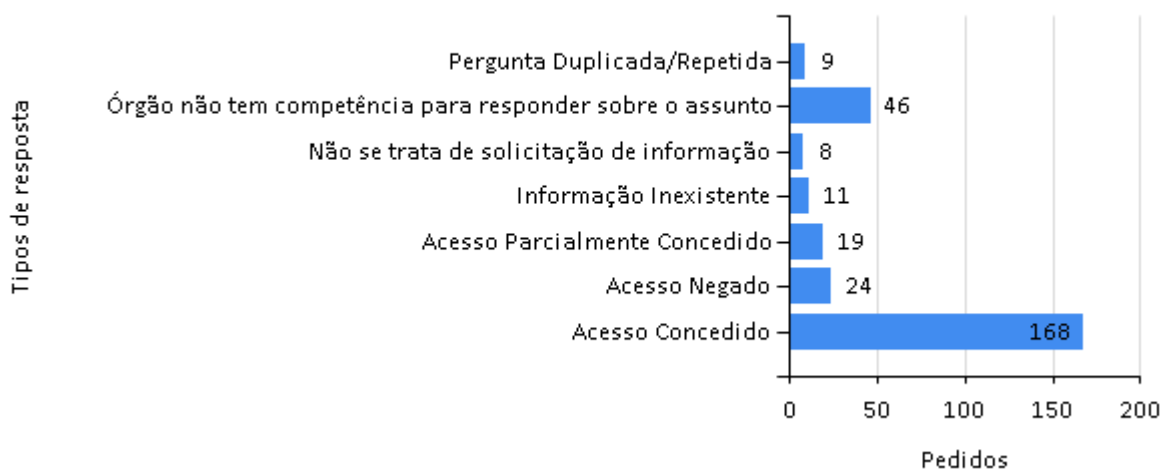 Tipos de resposta
Pergunta Duplicada/Repetida 9
Órgão não tem competência para responder sobre o assunto 46
Não se trata de solicitação de informação 8
Informação Inexistente 11
Acesso Parcialmente Concedido 19
Acesso Negado 24
Acesso Concedido 168
0 50 100 150 200
Pedidos